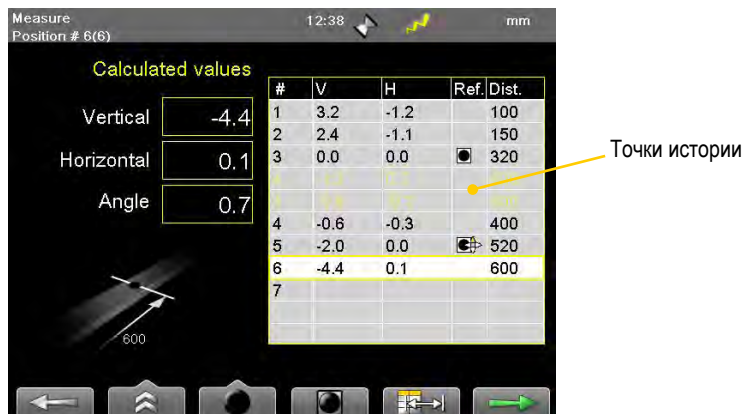 Measure 12:38 mm
Position # 6(6)
Calculated values
Vertical -4.4
Horizontal 0.1
Angle 0.7
# V H Ref. Dist.
1 3.2 -1.2 100
2 2.4 -1.1 150
3 0.0 0.0 320
4 -0.6 -0.3 400
5 -2.0 0.0 520
6 -4.4 0.1 600
7
600
Точки истории